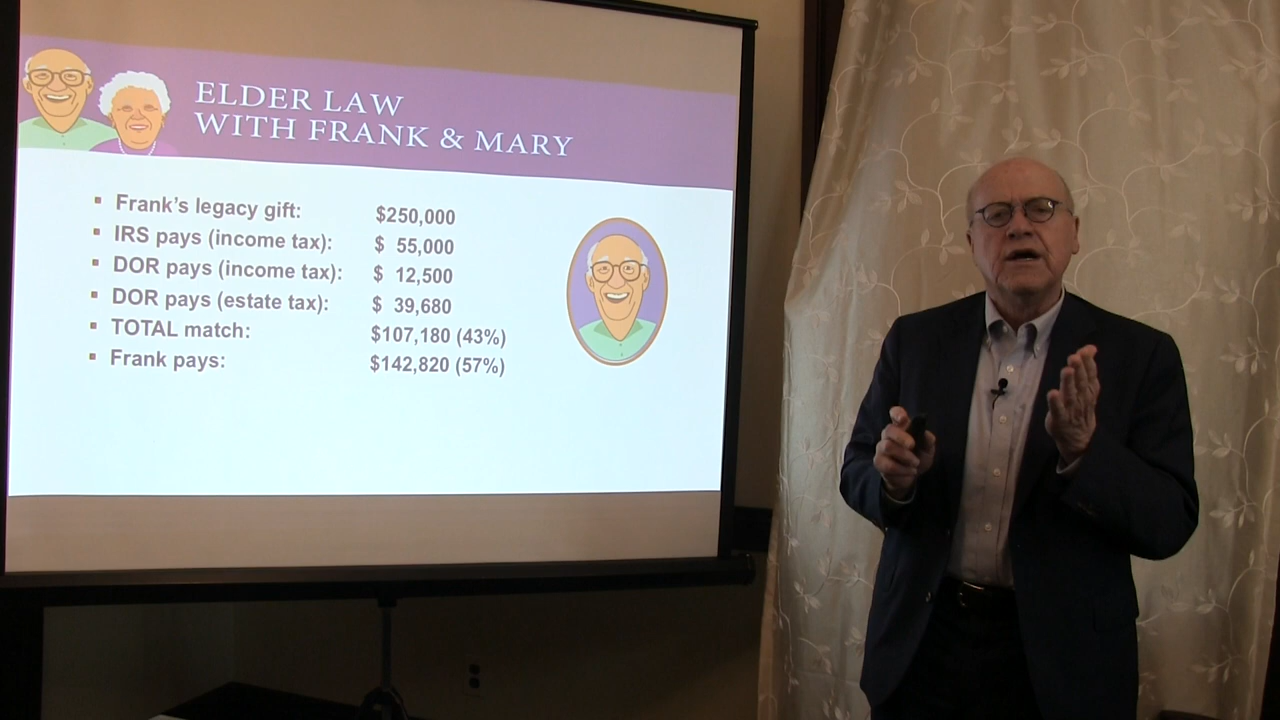 ELDER LAW
WITH FRANK & MARY
▪ Frank's legacy gift: $250,000
▪ IRS pays (income tax): $ 55,000
▪ DOR pays (income tax): $ 12,500
▪ DOR pays (estate tax): $ 39,680
▪ TOTAL match: $107,180 (43%)
▪ Frank pays: $142,820 (57%)